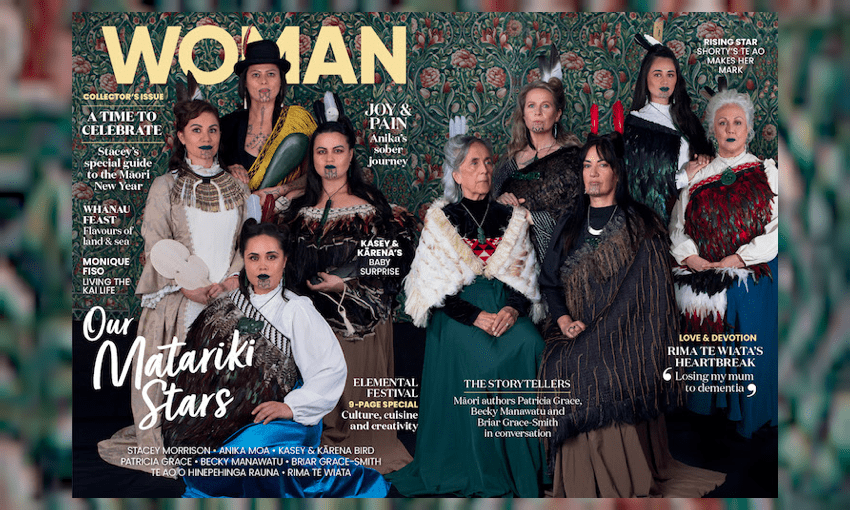 WOMAN
COLLECTOR'S ISSUE
A TIME TO
CELEBRATE
Stacey's
special guide
to the Māori
New Year
WHĀNAU
FEAST
Flavours of
land & sea
MONIQUE
FISO
LIVING THE
KAI LIFE
Our
Matariki
Stars
STACEY MORRISON • ANIKA MOA • KASEY & KĀRENA BIRD
PATRICIA GRACE • BECKY MANAWATU • BRIAR GRACE-SMITH
TE AO O HINEPEHINGA RAUNA • RIMA TE WIATA
JOY &
PAIN
Anika's
sober
journey
KASEY &
KĀRENA'S
BABY
SURPRISE
ELEMENTAL
FESTIVAL
9-PAGE SPECIAL
Culture, cuisine
and creativity
THE STORYTELLERS
Māori authors Patricia Grace,
Becky Manawatu and
Briar Grace-Smith
in conversation
RISING STAR
SHORTY'S TE AO
MAKES HER
MARK
LOVE & DEVOTION
RIMA TE WIATA'S
HEARTBREAK
‘Losing my mum
to dementia’